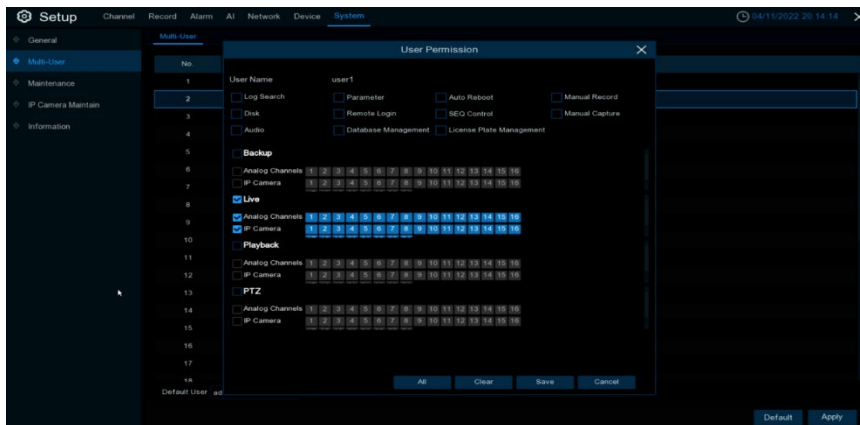 Setup Channel Record Alarm AI Network Device System 04/11/2022 20:14:14
General
Multi-User
Maintenance
IP Camera Maintain
Information
Multi-User
No.
1
2
3
4
5
6
7
8
9
10
11
12
13
14
15
16
17
18
Default User ad
User Permission
User Name user1
Log Search Parameter Auto Reboot Manual Record
Disk Remote Login SEQ Control Manual Capture
Audio Database Management License Plate Management
Backup
Analog Channels 1 2 3 4 5 6 7 8 9 10 11 12 13 14 15 16
IP Camera 1 2 3 4 5 6 7 8 9 10 11 12 13 14 15 16
Live
Analog Channels 1 2 3 4 5 6 7 8 9 10 11 12 13 14 15 16
IP Camera 1 2 3 4 5 6 7 8 9 10 11 12 13 14 15 16
Playback
Analog Channels 1 2 3 4 5 6 7 8 9 10 11 12 13 14 15 16
IP Camera 1 2 3 4 5 6 7 8 9 10 11 12 13 14 15 16
PTZ
Analog Channels 1 2 3 4 5 6 7 8 9 10 11 12 13 14 15 16
IP Camera 1 2 3 4 5 6 7 8 9 10 11 12 13 14 15 16
All Clear Save Cancel
Default Apply